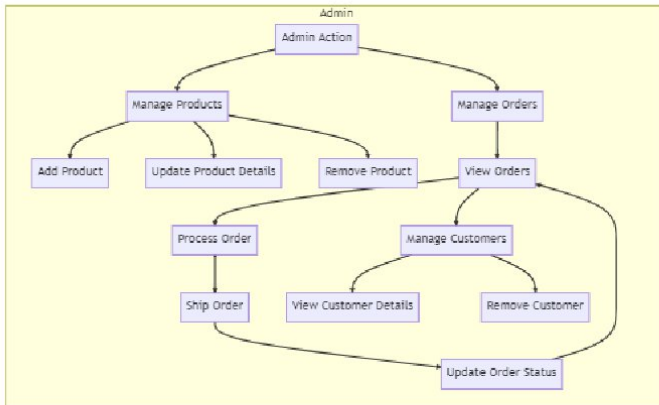 Admin
Admin Action
Manage Products
Manage Orders
Add Product
Update Product Details
Remove Product
View Orders
Process Order
Manage Customers
Ship Order
View Customer Details
Remove Customer
Update Order Status